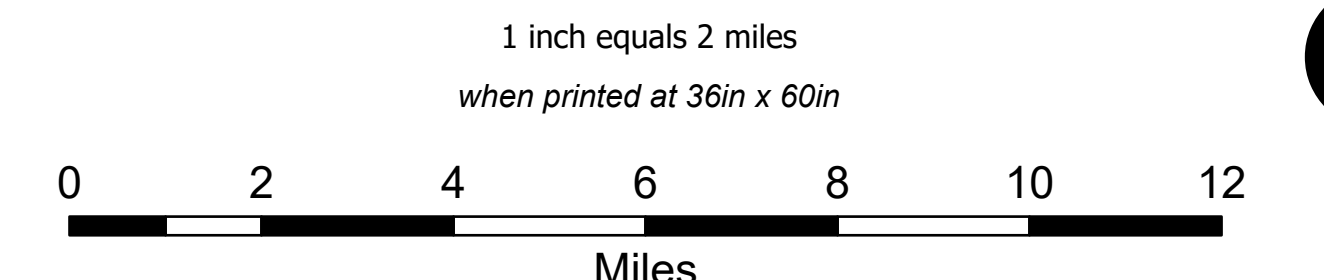 1 inch equals 2 miles
when printed at 36in x 60in
0 2 4 6 8 10 12
Miles